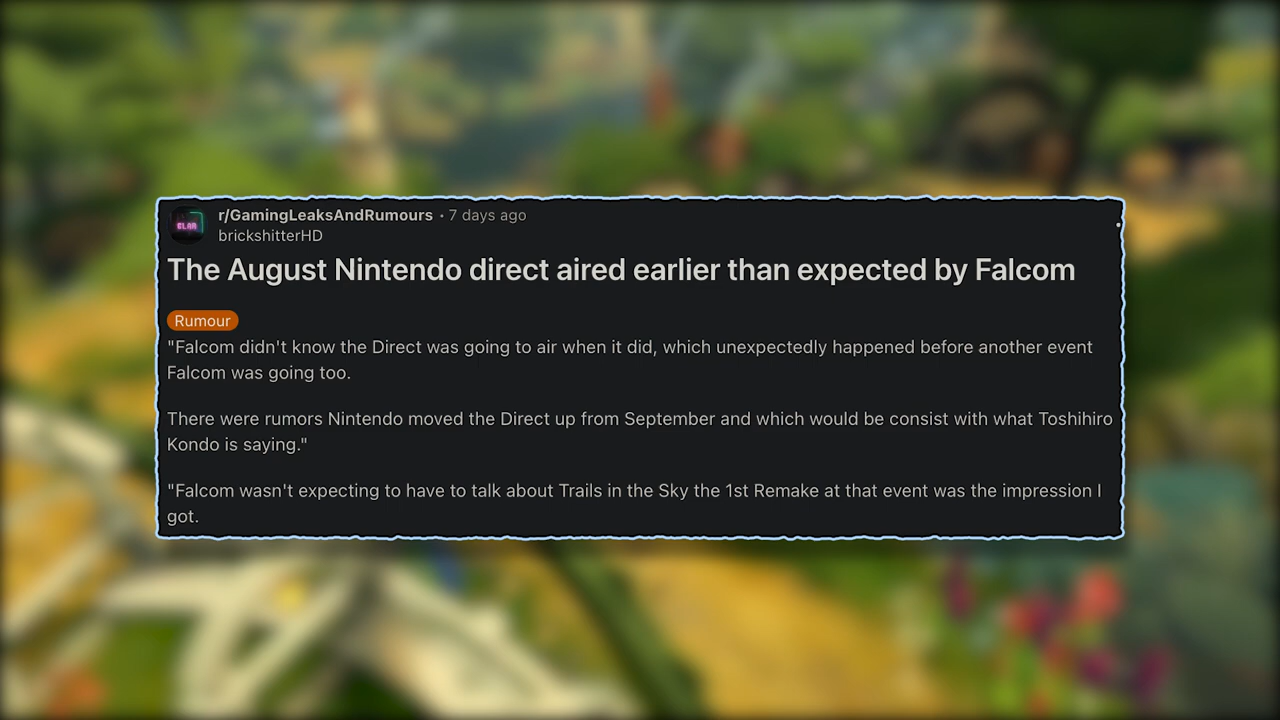 r/GamingLeaksAndRumours • 7 days ago
brickshitterHD
The August Nintendo direct aired earlier than expected by Falcom
Rumour
"Falcom didn't know the Direct was going to air when it did, which unexpectedly happened before another event
Falcom was going too.
There were rumors Nintendo moved the Direct up from September and which would be consist with what Toshihiro
Kondo is saying."
"Falcom wasn't expecting to have to talk about Trails in the Sky the 1st Remake at that event was the impression I
got.